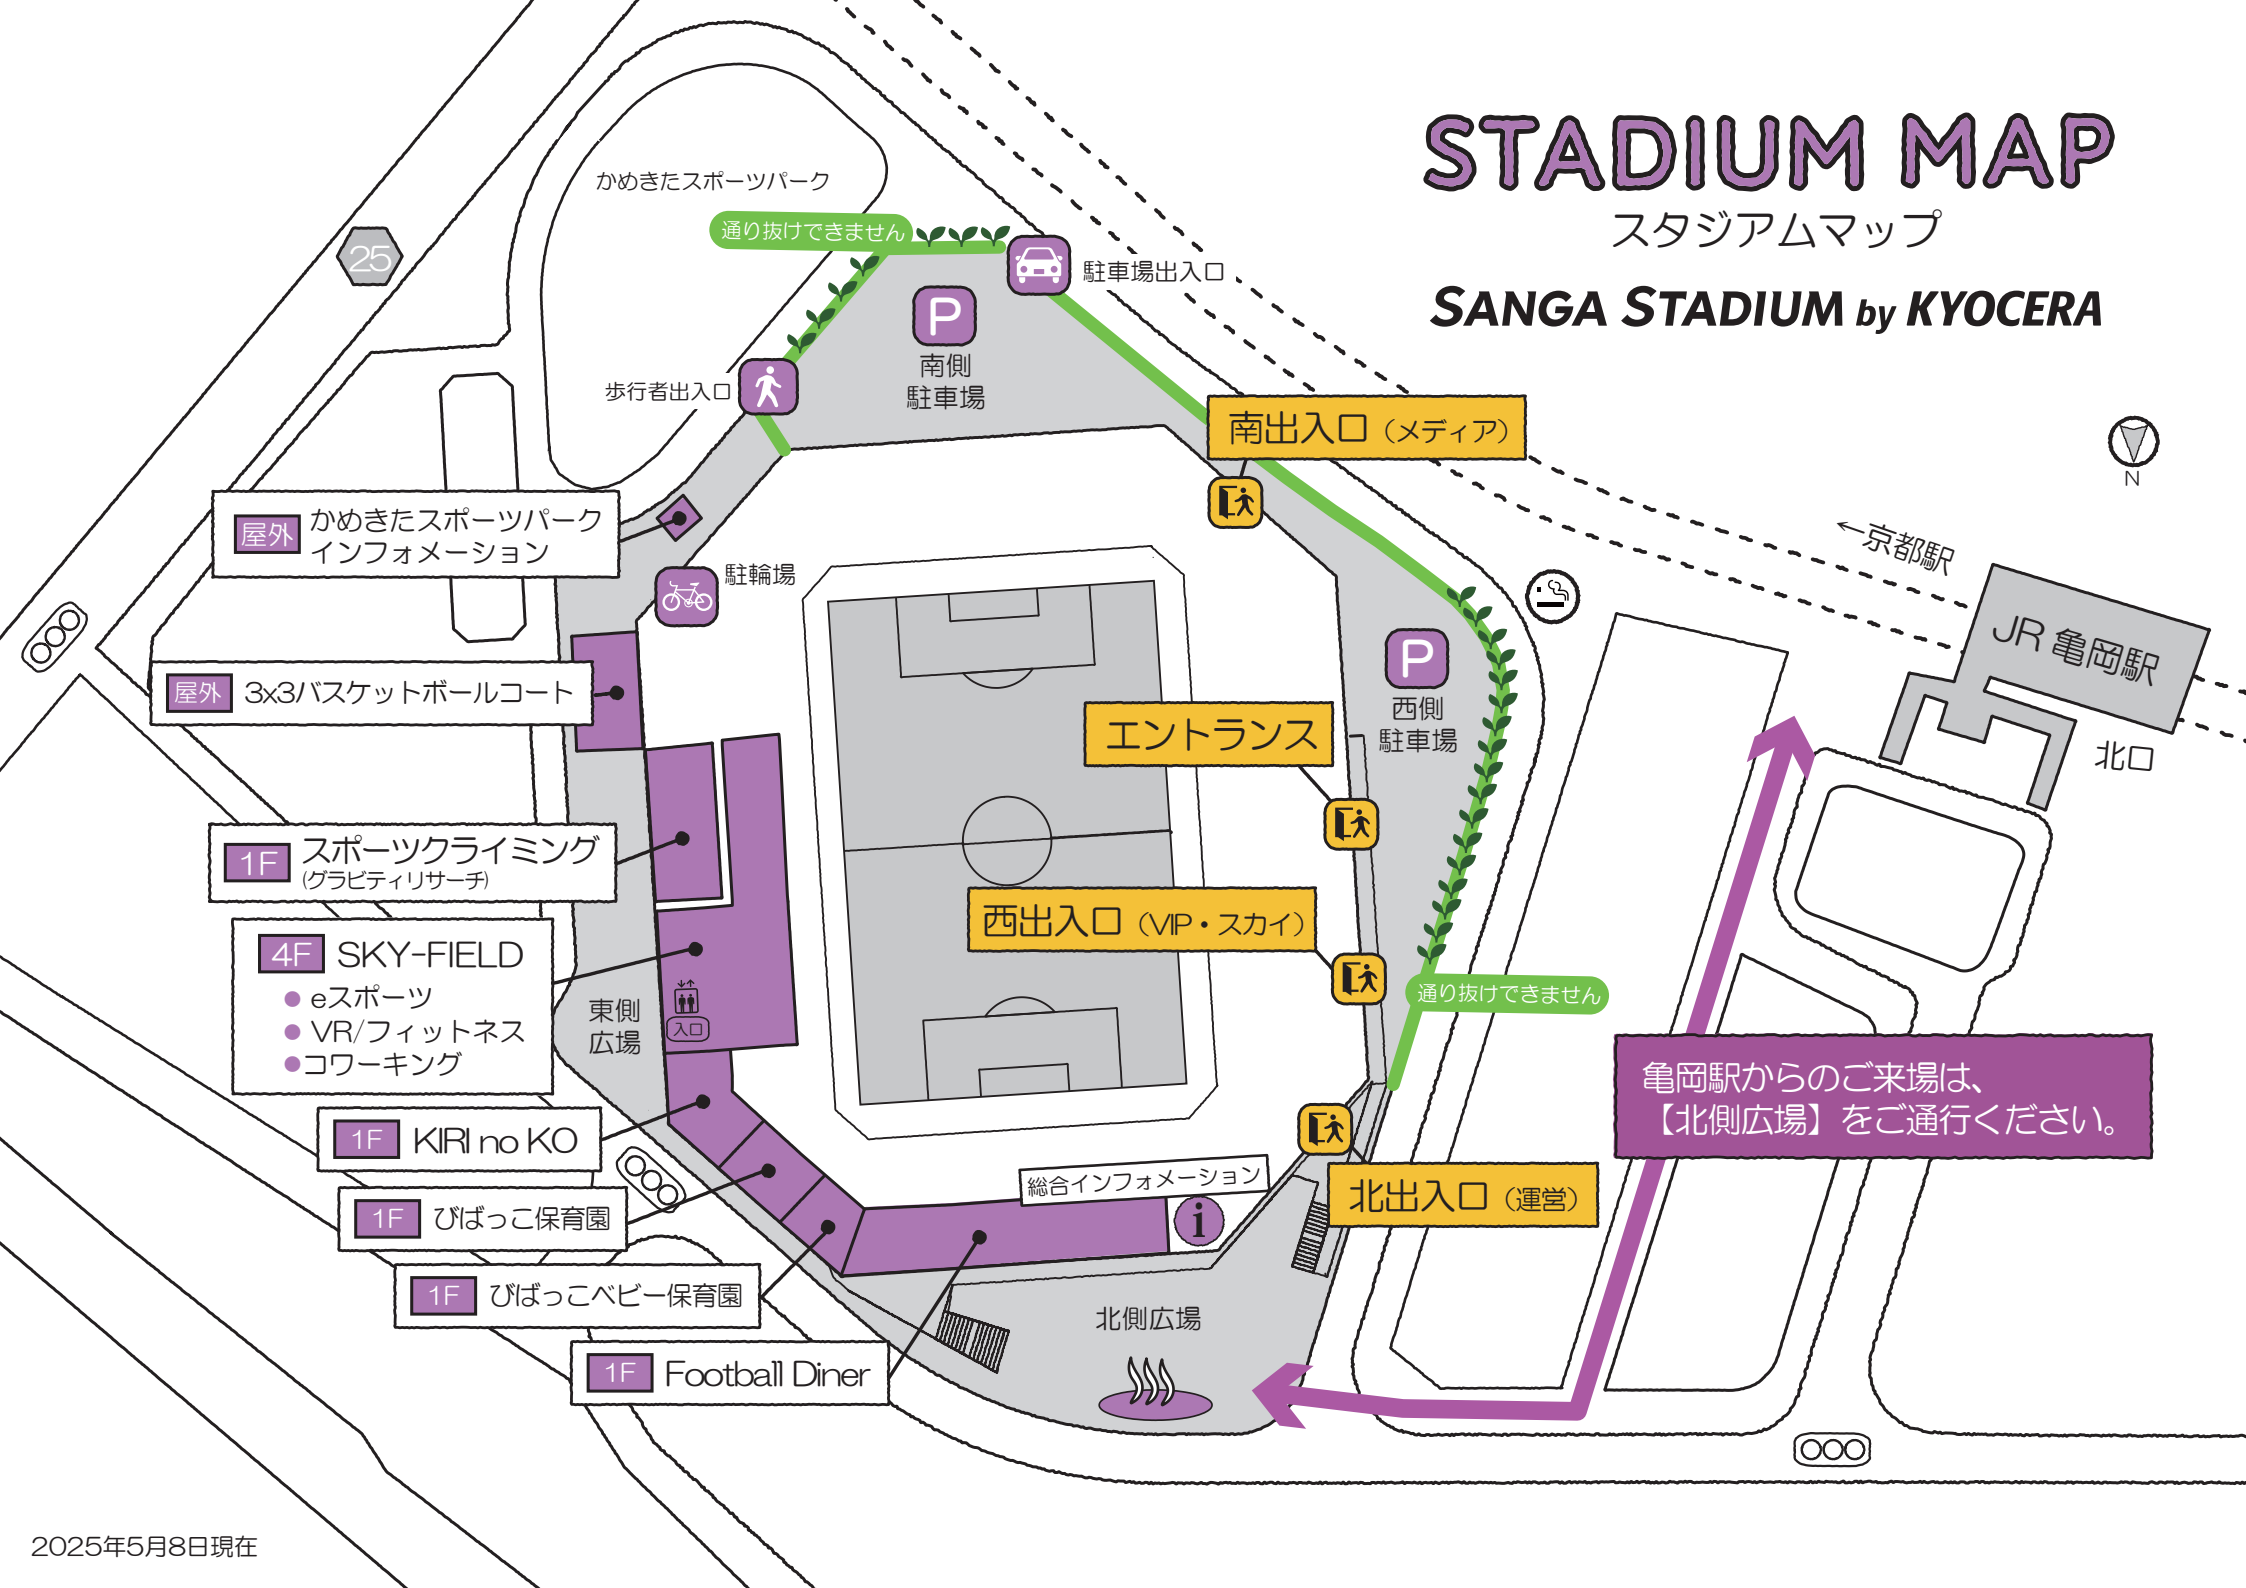 STADIUM MAP
スタジアムマップ
SANGA STADIUM by KYOCERA
かめきたスポーツパーク
通り抜けできません
25
駐車場出入口
P
南側
駐車場
歩行者出入口
南出入口（メディア）
N
屋外
かめきたスポーツパーク
インフォメーション
駐輪場
←京都駅
JR 亀岡駅
北口
P
西側
駐車場
屋外 3x3バスケットボールコート
エントランス
1F スポーツクライミング
(グラビティリサーチ)
西出入口（VIP・スカイ）
4F SKY-FIELD
● eスポーツ
● VR/フィットネス
●コワーキング
東側
広場
入口
通り抜けできません
亀岡駅からのご来場は、
【北側広場】をご通行ください。
1F KIRI no KO
総合インフォメーション
i
北出入口（運営）
1F びばっこ保育園
1F びばっこベビー保育園
北側広場
1F Football Diner
2025年5月8日現在